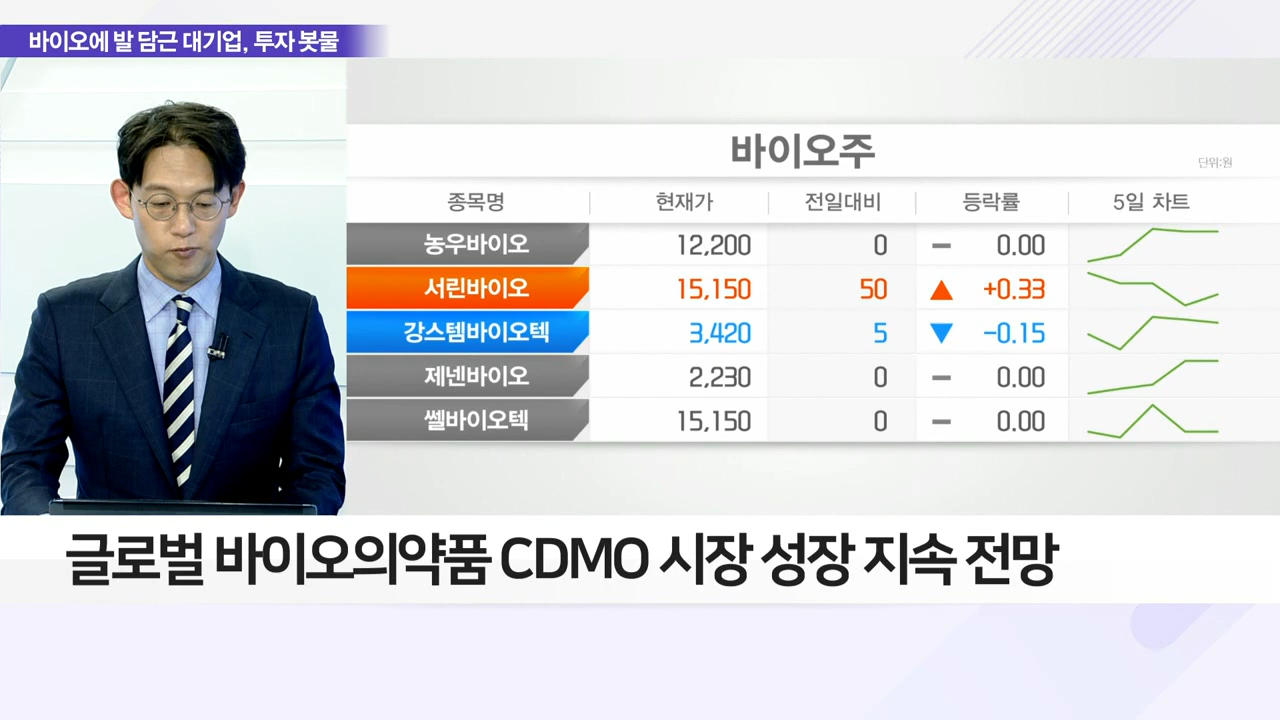 바이오에 발 담근 대기업, 투자 봇물
바이오주
단위:원
종목명 현재가 전일대비 등락률 5일 차트
농우바이오 12,200 0 − 0.00
서린바이오 15,150 50 ▲ +0.33
강스템바이오텍 3,420 5 ▼ −0.15
제넨바이오 2,230 0 − 0.00
쎌바이오텍 15,150 0 − 0.00
글로벌 바이오의약품 CDMO 시장 성장 지속 전망